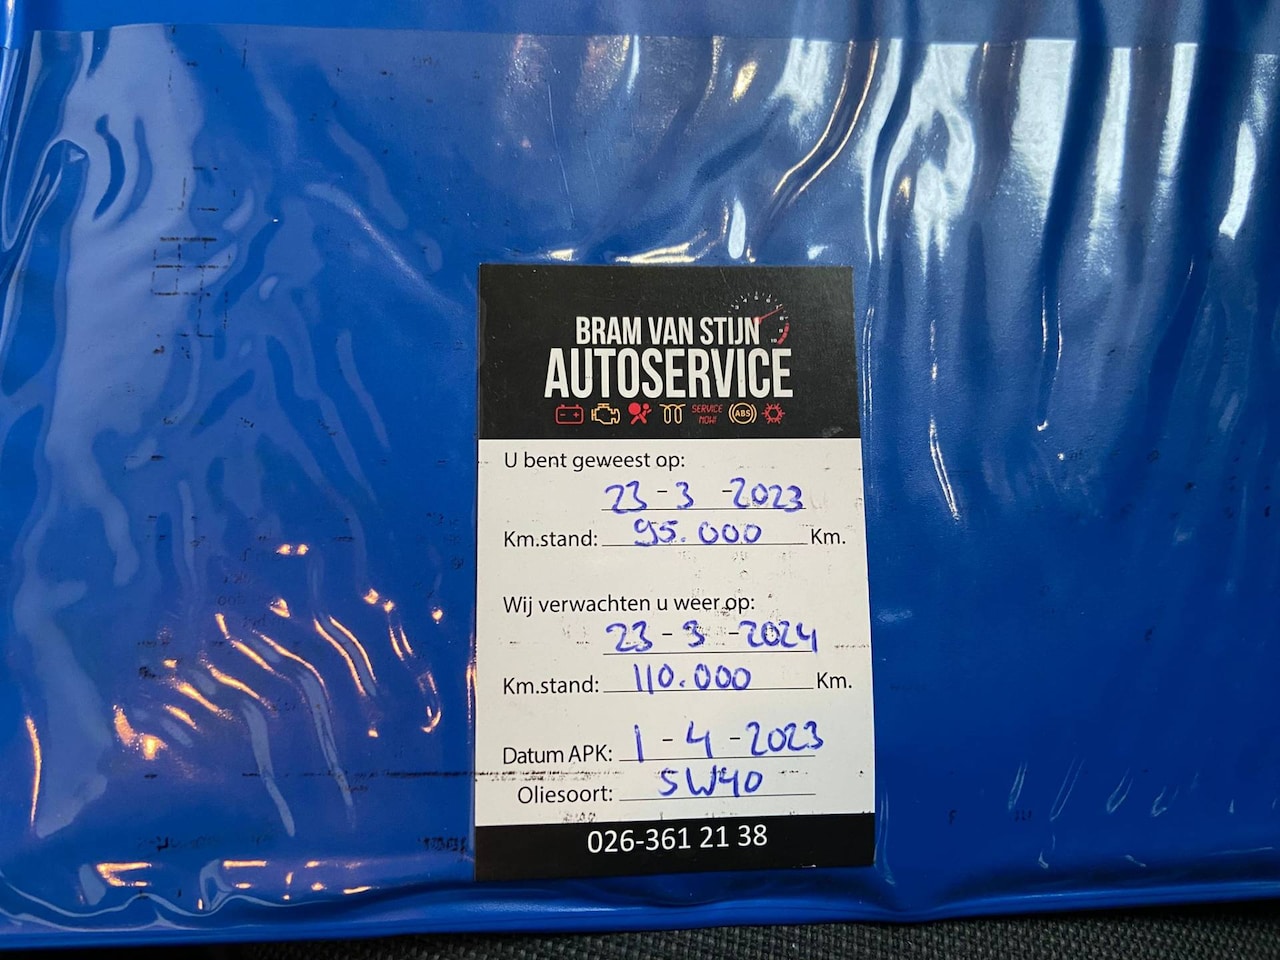 BRAM VAN STIJN
AUTOSERVICE
SERVICE NOW!
ABS
U bent geweest op:
23-3-2023
Km.stand: 95.000 Km.
Wij verwachten u weer op:
23-3-2024
Km.stand: 110.000 Km.
Datum APK: 1-4-2023
Oliesoort: 5W40
026-361 21 38